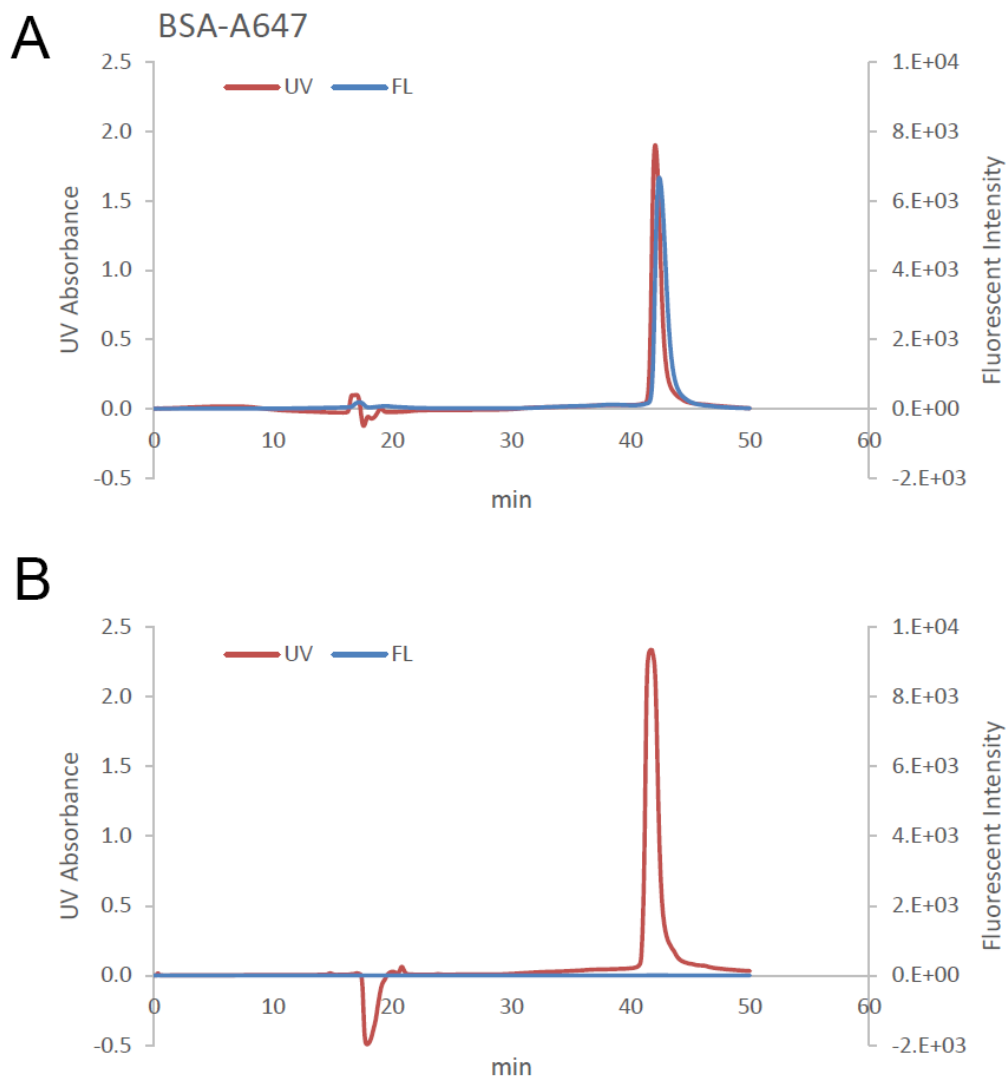 A
BSA-A647
UV FL
2.5
2.0
1.5
1.0
0.5
0.0
-0.5
UV Absorbance
1.E+04
8.E+03
6.E+03
4.E+03
2.E+03
0.E+00
-2.E+03
Fluorescent Intensity
0 10 20 30 40 50 60
min
B
UV FL
2.5
2.0
1.5
1.0
0.5
0.0
-0.5
UV Absorbance
1.E+04
8.E+03
6.E+03
4.E+03
2.E+03
0.E+00
-2.E+03
Fluorescent Intensity
0 10 20 30 40 50 60
min